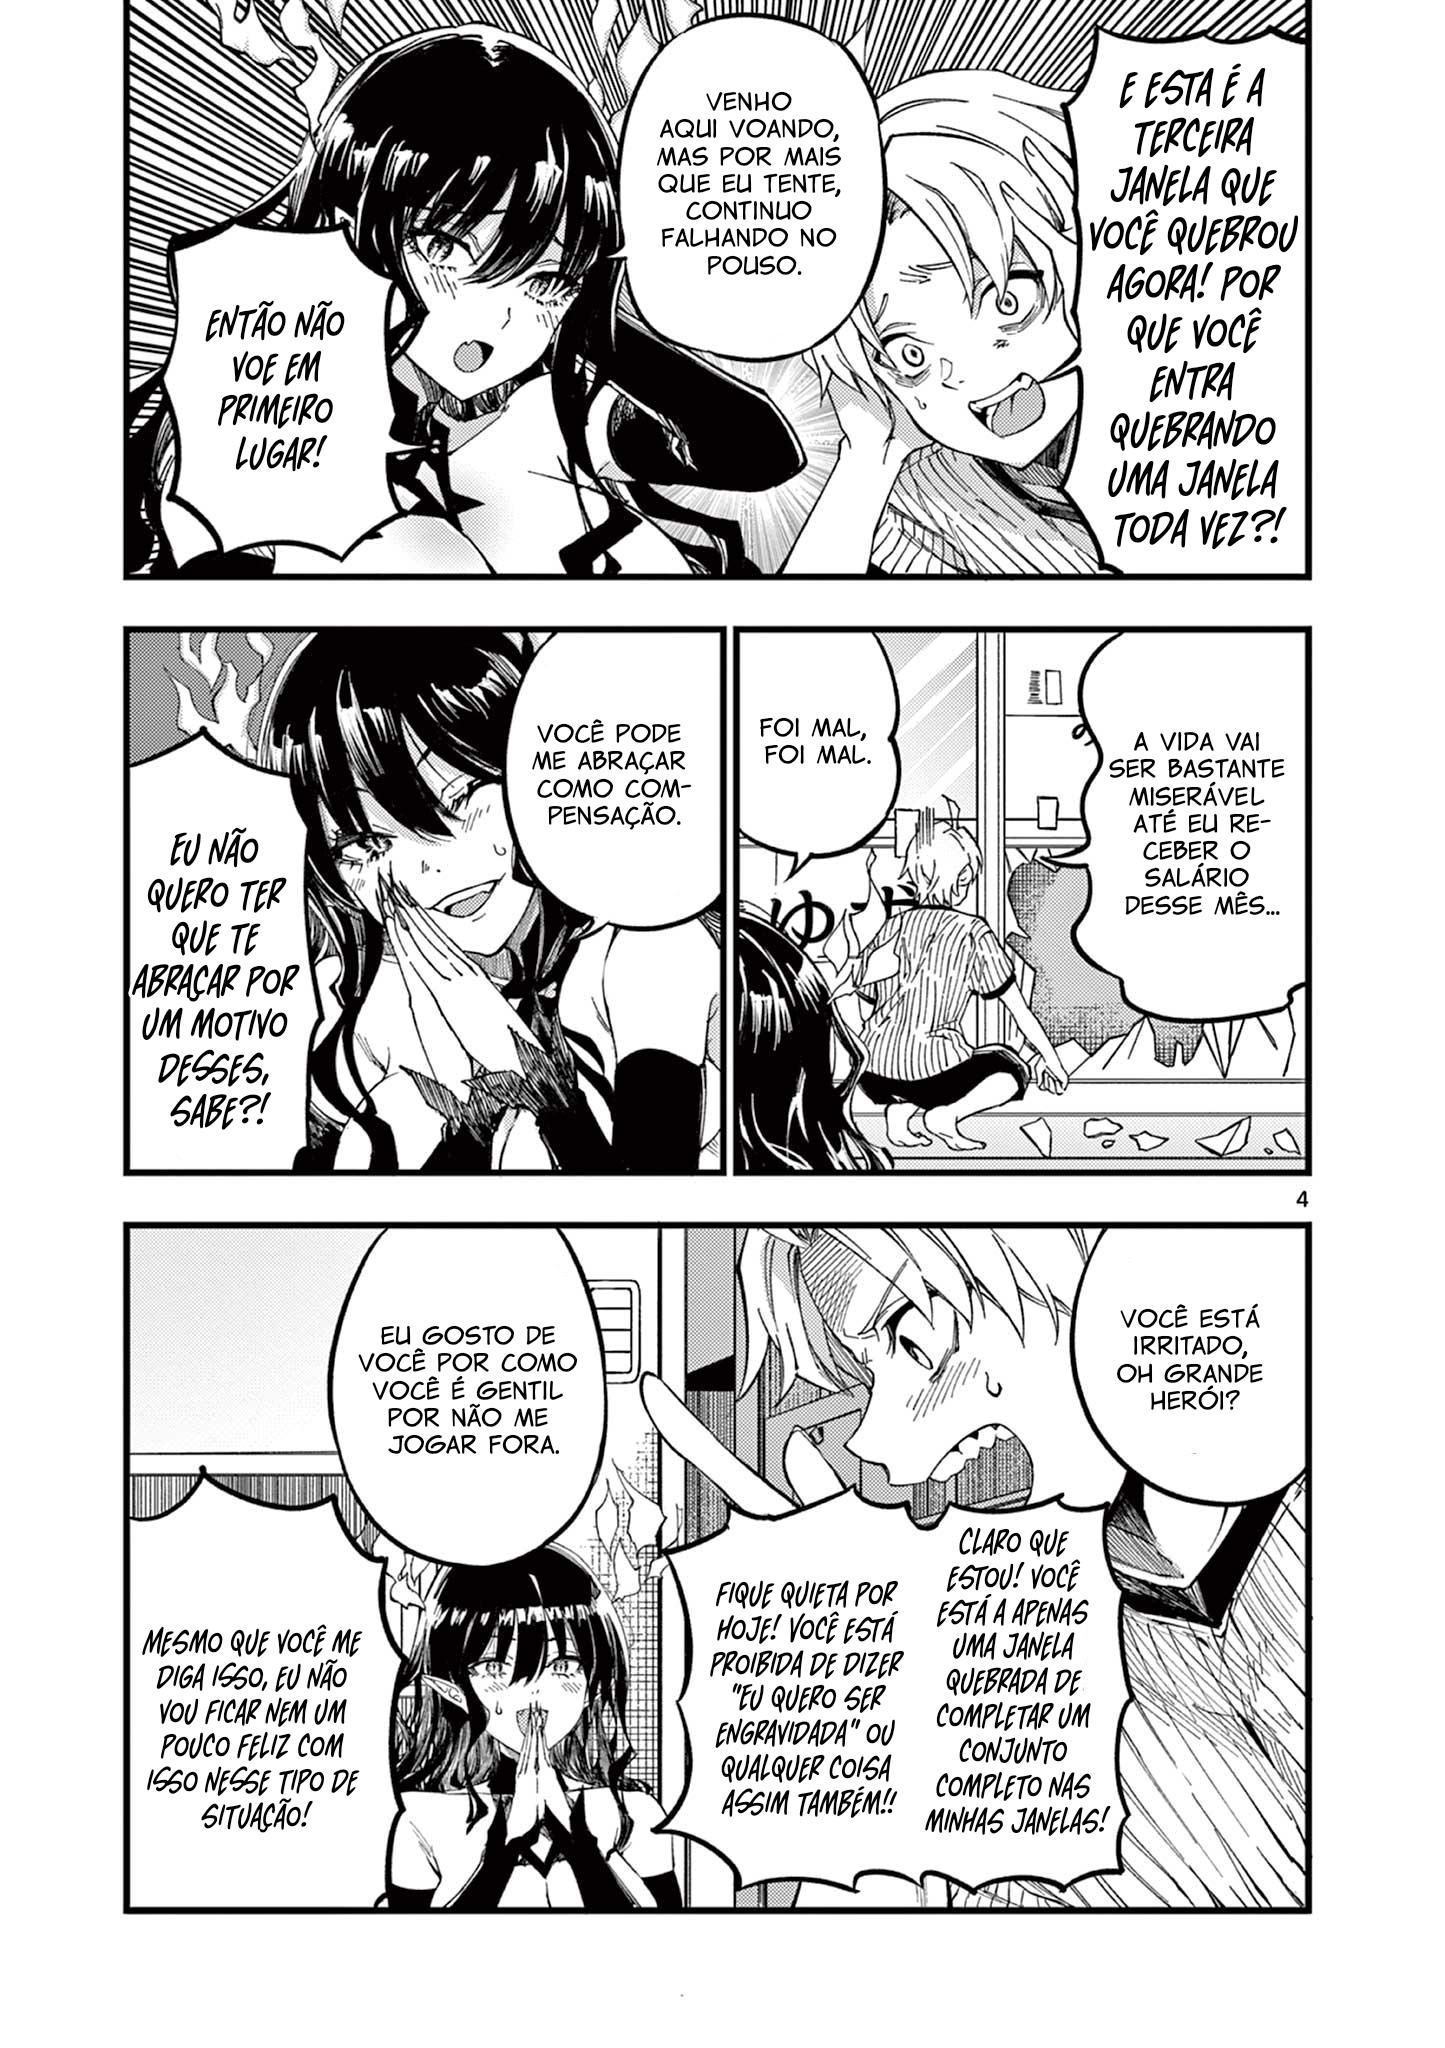 E ESTA É A
TERCEIRA
JANELA QUE
VOCÊ QUEBROU
AGORA! POR
QUE VOCÊ
ENTRA
QUEBRANDO
UMA JANELA
TODA VEZ?!
VENHO
AQUI VOANDO,
MAS POR MAIS
QUE EU TENTE,
CONTINUO
FALHANDO NO
POUSO.
ENTÃO NÃO
VOE EM
PRIMEIRO
LUGAR!
A VIDA VAI
SER BASTANTE
MISERÁVEL
ATÉ EU RE-
CEBER O
SALÁRIO
DESSE MÊS...
FOI MAL,
FOI MAL.
VOCÊ PODE
ME ABRAÇAR
COMO COM-
PENSAÇÃO.
EU NÃO
QUERO TER
QUE TE
ABRAÇAR POR
UM MOTIVO
DESSES,
SABE?!
4
VOCÊ ESTÁ
IRRITADO,
OH GRANDE
HERÓI?
CLARO QUE
ESTOU! VOCÊ
ESTÁ A APENAS
UMA JANELA
QUEBRADA DE
COMPLETAR UM
CONJUNTO
COMPLETO NAS
MINHAS JANELAS!
FIQUE QUIETA POR
HOJE! VOCÊ ESTÁ
PROIBIDA DE DIZER
"EU QUERO SER
ENGRAVIDADA" OU
QUALQUER COISA
ASSIM TAMBÉM!!
EU GOSTO DE
VOCÊ POR COMO
VOCÊ É GENTIL
POR NÃO ME
JOGAR FORA.
MESMO QUE VOCÊ ME
DIGA ISSO, EU NÃO
VOU FICAR NEM UM
POUCO FELIZ COM
ISSO NESSE TIPO DE
SITUAÇÃO!